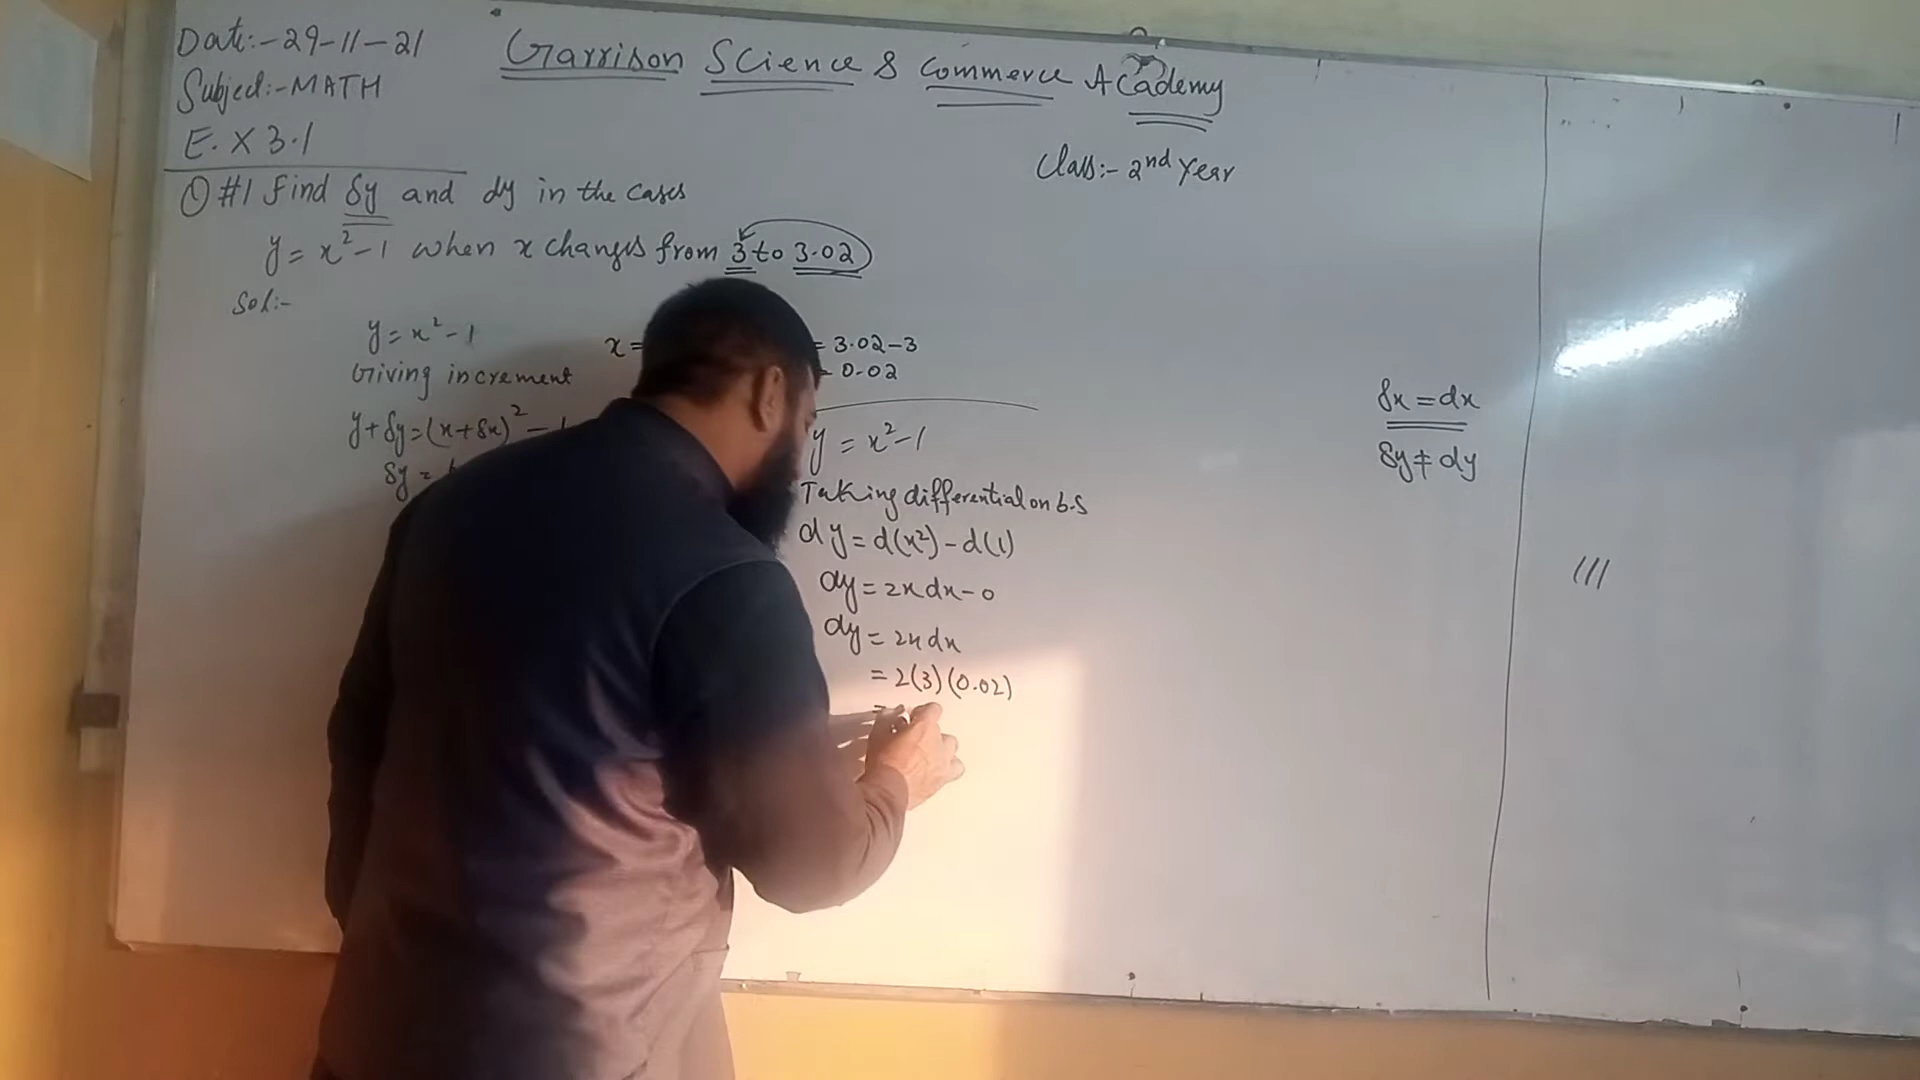 Date:-29-11-21
Subject:-MATH
E.X 3.1
Garrison Science & Commerce Academy
Class:- 2nd Year
Q #1 Find δy and dy in the cases
y = x²-1 when x changes from 3 to 3.02
Sol:-
y = x²-1
Giving increment
y+δy=(x+δx)² -
δy =
x=
= 3.02-3
= 0.02
y = x²-1
Taking differential on b.s
dy = d(x²) - d(1)
dy = 2x dx - 0
dy = 2x dx
= 2(3)(0.02)
=
δx = dx
δy ≠ dy
///